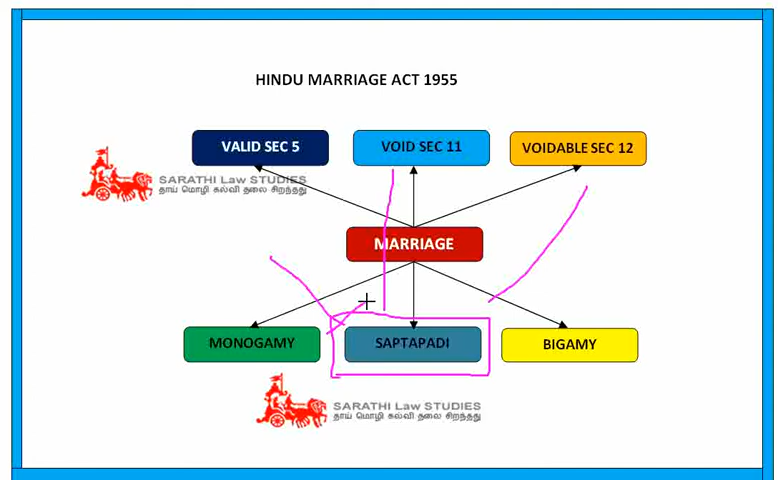 HINDU MARRIAGE ACT 1955
VALID SEC 5
VOID SEC 11
VOIDABLE SEC 12
SARATHI Law STUDIES
தாய் மொழி கல்வி தலை சிறந்தது
MARRIAGE
MONOGAMY
SAPTAPADI
BIGAMY
SARATHI Law STUDIES
தாய் மொழி கல்வி தலை சிறந்தது